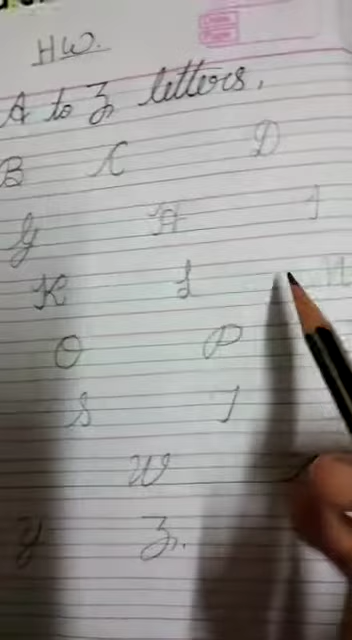 HW.
A to Z letters.
B C D
G H I
K L N
O P
S T
W
Y Z.